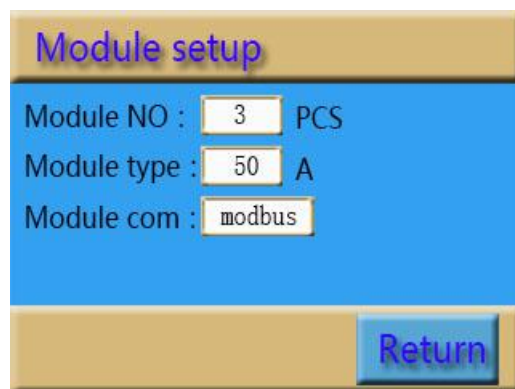 Module setup
Module NO : 3 PCS
Module type : 50 A
Module com : modbus
Return